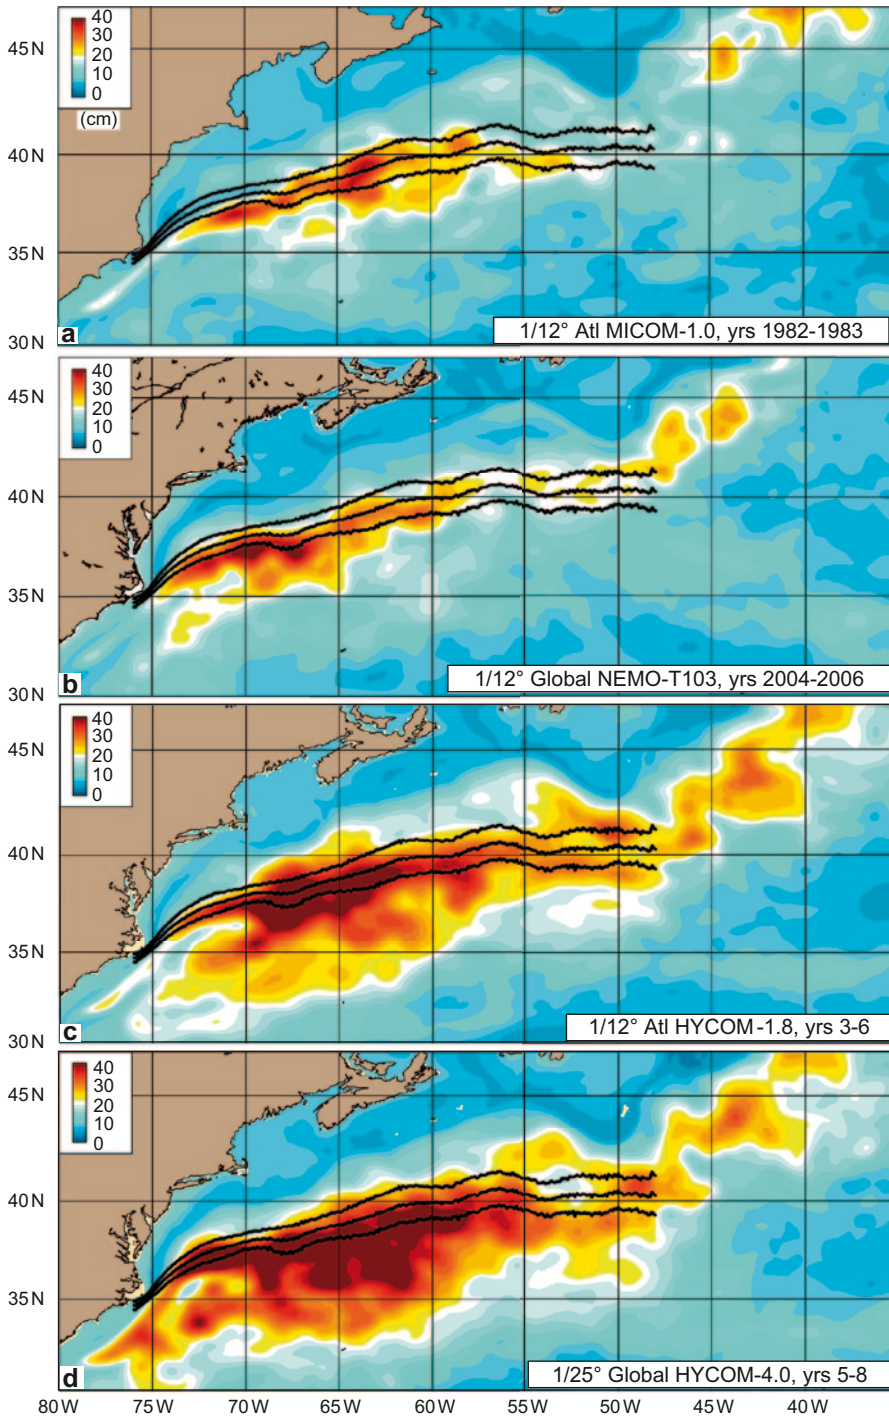 40
30
20
10
0
(cm)
45N
40N
35N
30N
a
1/12° Atl MICOM-1.0, yrs 1982-1983
40
30
20
10
0
45N
40N
35N
30N
b
1/12° Global NEMO-T103, yrs 2004-2006
40
30
20
10
0
45N
40N
35N
30N
c
1/12° Atl HYCOM-1.8, yrs 3-6
40
30
20
10
0
45N
40N
35N
d
1/25° Global HYCOM-4.0, yrs 5-8
80W 75W 70W 65W 60W 55W 50W 45W 40W